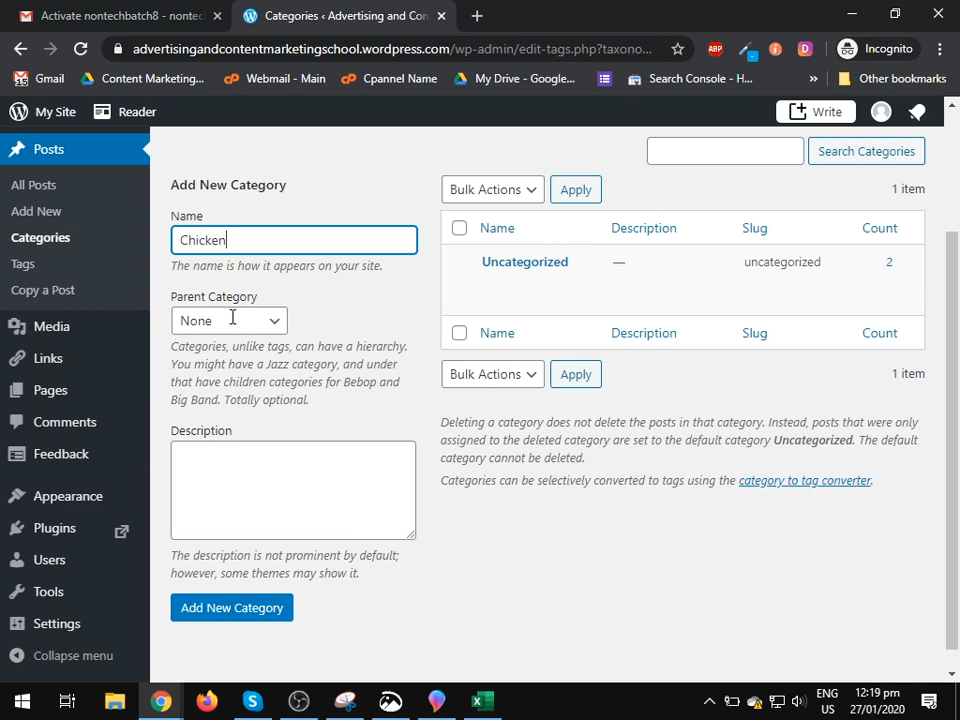 Activate nontechbatch8 - nontec
Categories ‹ Advertising and Con
advertisingandcontentmarketingschool.wordpress.com/wp-admin/edit-tags.php?taxono...
ABP
Incognito
Gmail
Content Marketing...
Webmail - Main
Cpannel Name
My Drive - Google...
Search Console - H...
»
Other bookmarks
My Site
Reader
Write
Posts
All Posts
Add New
Categories
Tags
Copy a Post
Media
Links
Pages
Comments
Feedback
Appearance
Plugins
Users
Tools
Settings
Collapse menu
Search Categories
Add New Category
Name
Chicken
The name is how it appears on your site.
Parent Category
None
Categories, unlike tags, can have a hierarchy.
You might have a Jazz category, and under
that have children categories for Bebop and
Big Band. Totally optional.
Description
The description is not prominent by default;
however, some themes may show it.
Add New Category
Bulk Actions
Apply
1 item
Name Description Slug Count
Uncategorized — uncategorized 2
Name Description Slug Count
Bulk Actions
Apply
1 item
Deleting a category does not delete the posts in that category. Instead, posts that were only
assigned to the deleted category are set to the default category Uncategorized. The default
category cannot be deleted.
Categories can be selectively converted to tags using the category to tag converter.
ENG
US
12:19 pm
27/01/2020